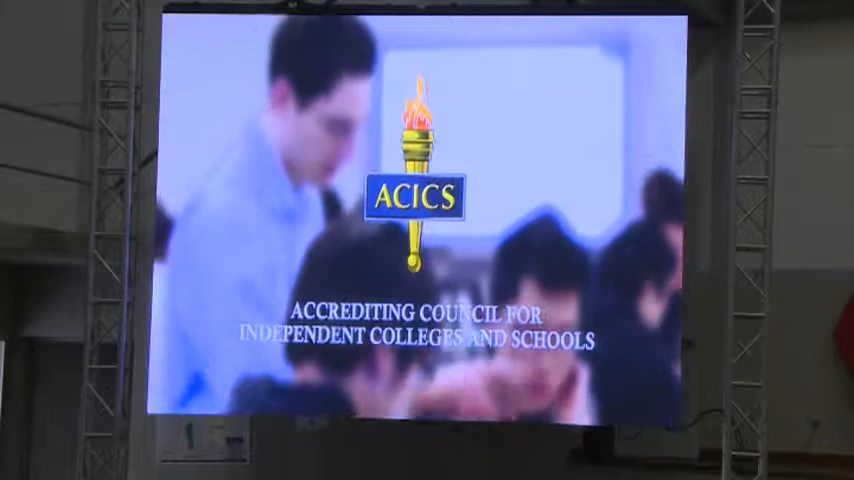 ACICS
ACCREDITING COUNCIL FOR
INDEPENDENT COLLEGES AND SCHOOLS